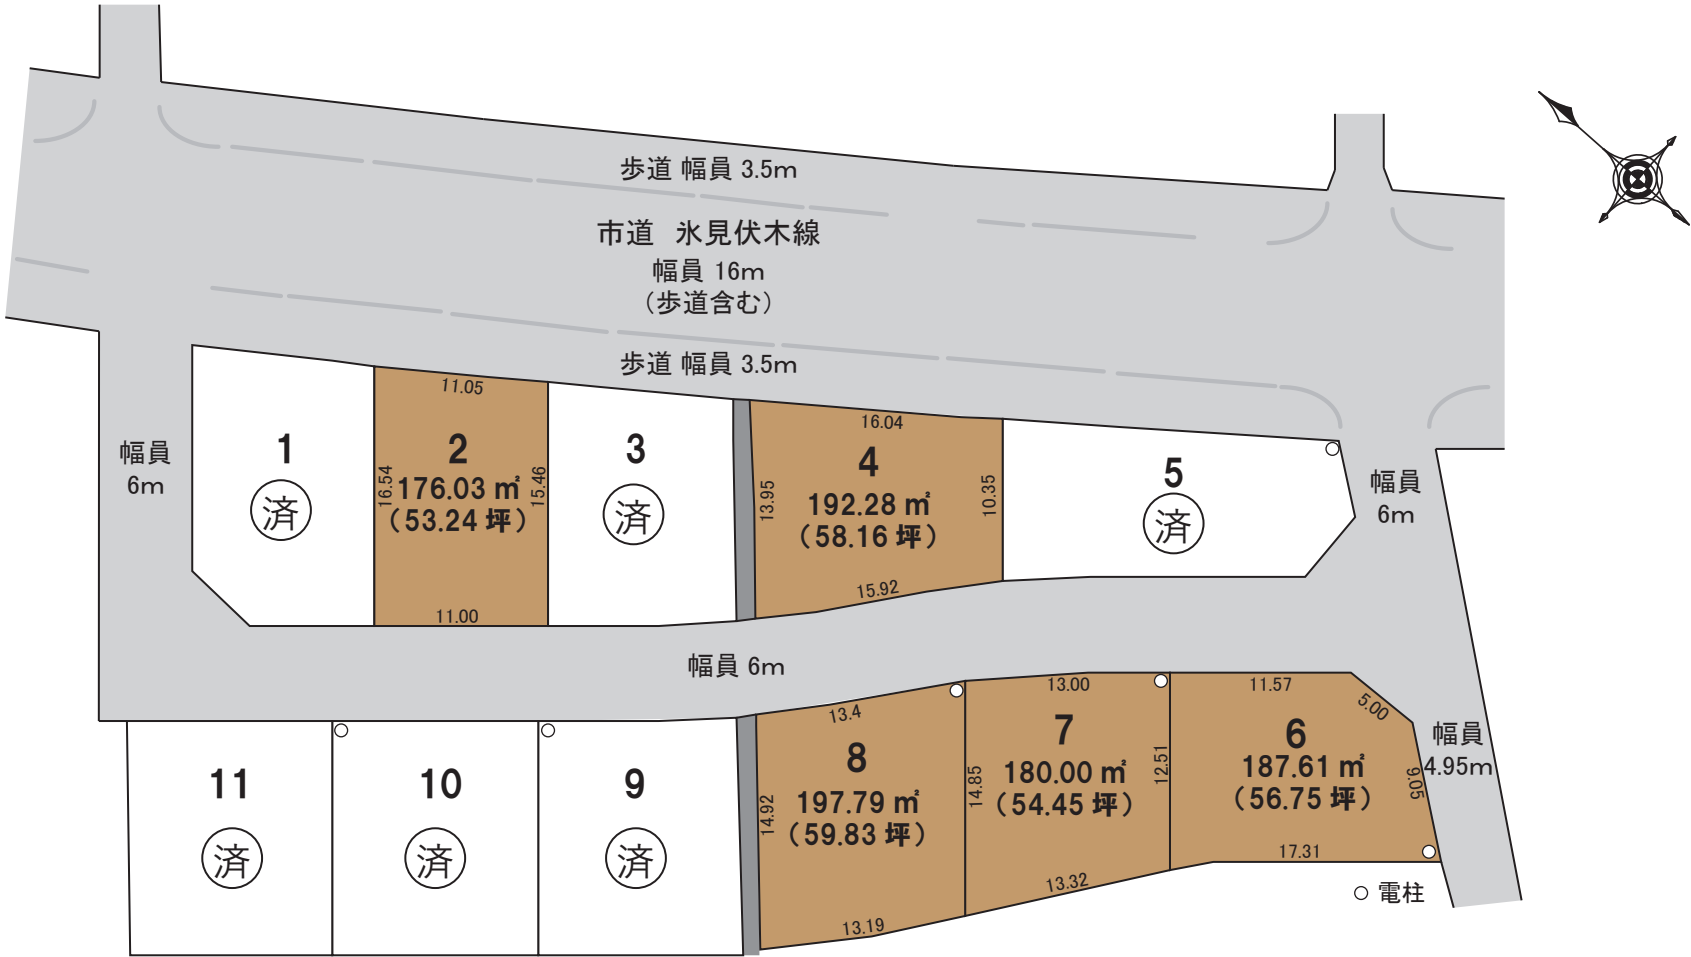 歩道 幅員 3.5m
市道 氷見伏木線
幅員 16m
（歩道含む）
歩道 幅員 3.5m
幅員
6m
1
済
11.05
2
16.54
176.03 ㎡
15.46
（53.24 坪）
11.00
3
済
16.04
4
13.95
192.28 ㎡
10.35
（58.16 坪）
15.92
5
済
幅員
6m
幅員 6m
11
済
10
済
9
済
13.4
8
14.92
197.79 ㎡
（59.83 坪）
13.19
13.00
7
14.85
180.00 ㎡
12.51
（54.45 坪）
13.32
11.57
5.00
6
187.61 ㎡
（56.75 坪）
9.05
17.31
幅員
4.95m
電柱